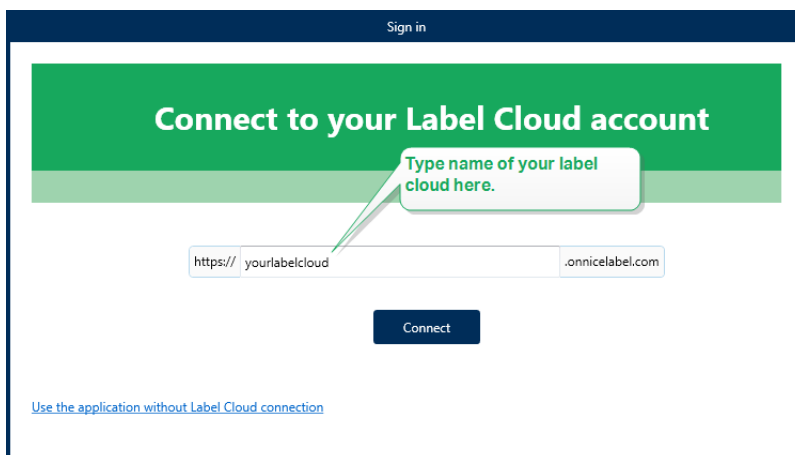 Sign in
Connect to your Label Cloud account
Type name of your label
cloud here.
https:// yourlabelcloud .onnicelabel.com
Connect
Use the application without Label Cloud connection